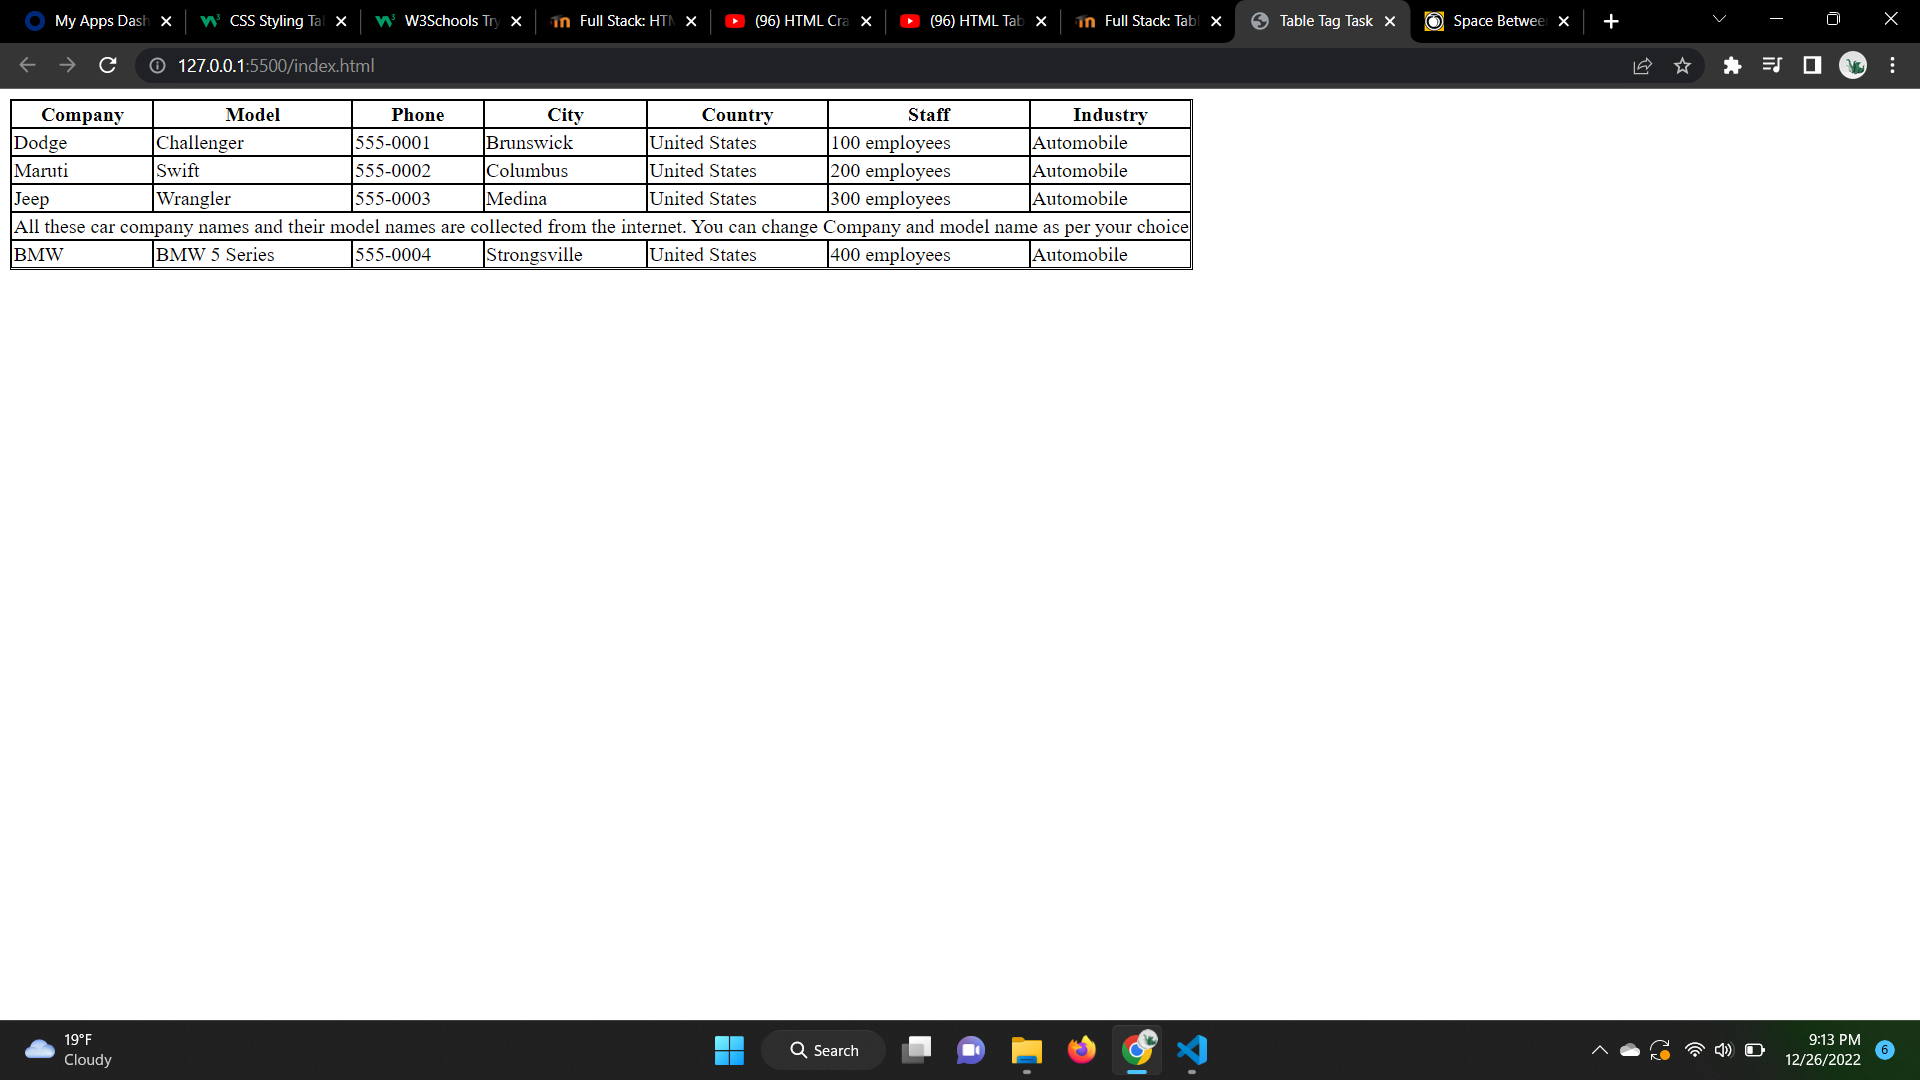 My Apps Dash
CSS Styling Tal
W3Schools Try
Full Stack: HTM
(96) HTML Cra
(96) HTML Tab
Full Stack: Tabl
Table Tag Task
Space Between
127.0.0.1:5500/index.html
Company Model Phone City Country Staff Industry
Dodge Challenger 555-0001 Brunswick United States 100 employees Automobile
Maruti Swift 555-0002 Columbus United States 200 employees Automobile
Jeep Wrangler 555-0003 Medina United States 300 employees Automobile
All these car company names and their model names are collected from the internet. You can change Company and model name as per your choice
BMW BMW 5 Series 555-0004 Strongsville United States 400 employees Automobile
19°F
Cloudy
Search
9:13 PM
12/26/2022
6